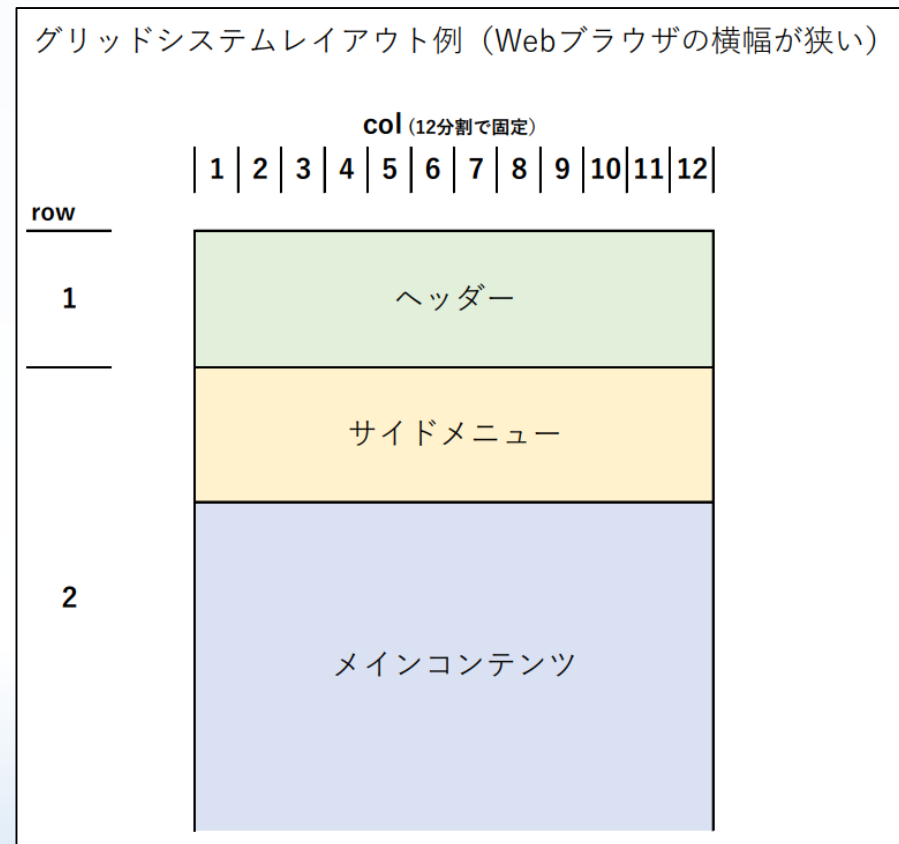 グリッドシステムレイアウト例（Webブラウザの横幅が狭い）
col (12分割で固定)
1 2 3 4 5 6 7 8 9 10 11 12
row
1
ヘッダー
サイドメニュー
2
メインコンテンツ